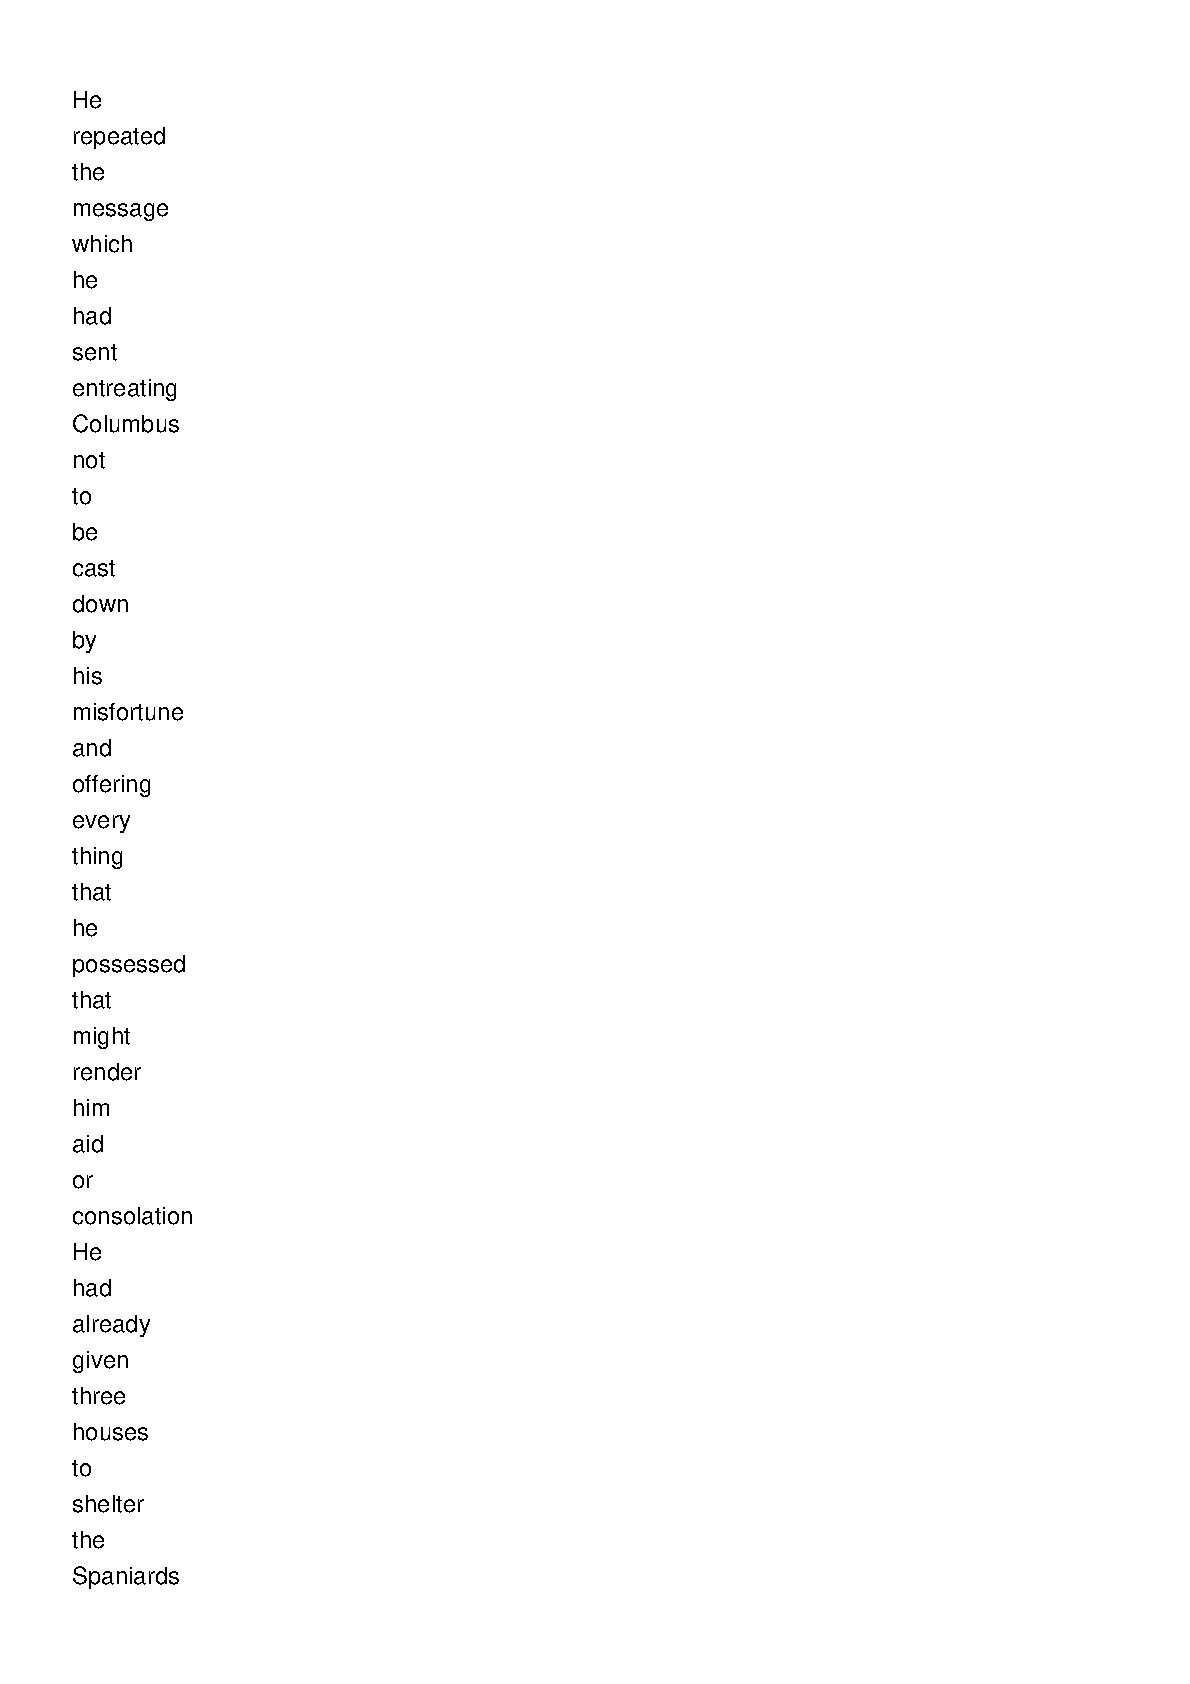 He
repeated
the
message
which
he
had
sent
entreating
Columbus
not
to
be
cast
down
by
his
misfortune
and
offering
every
thing
that
he
possessed
that
might
render
him
aid
or
consolation
He
had
already
given
three
houses
to
shelter
the
Spaniards